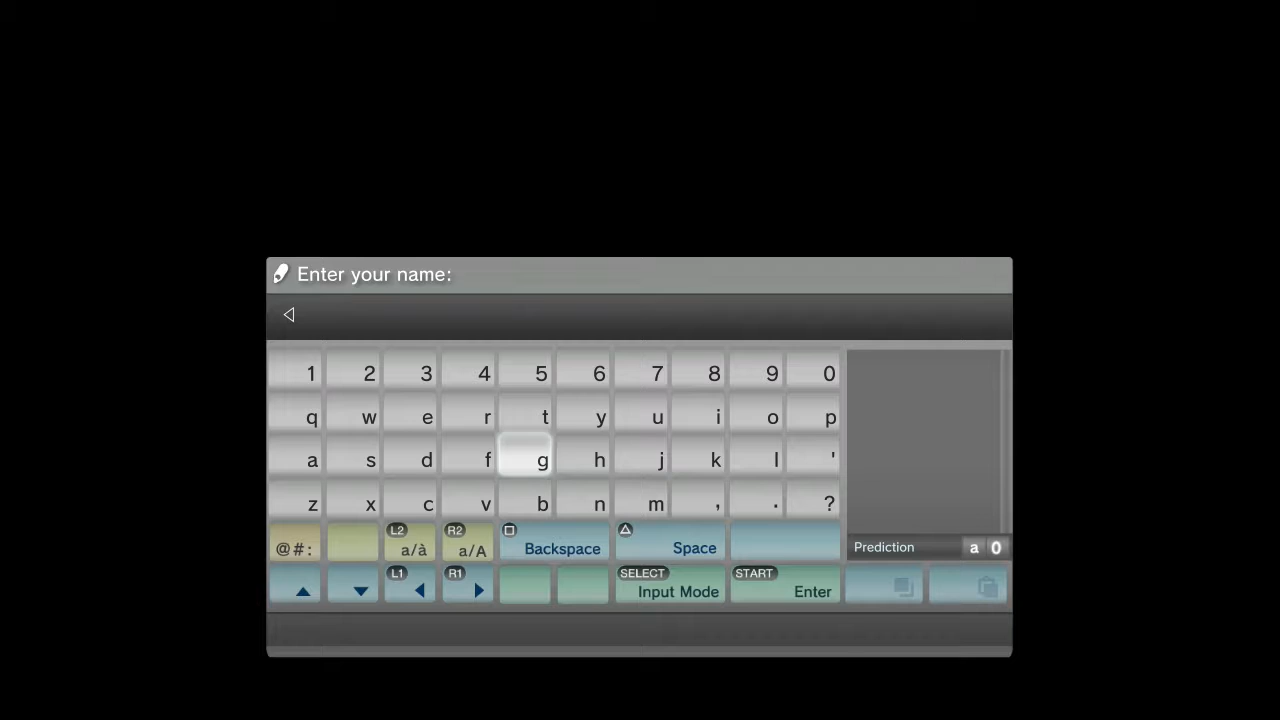 Enter your name:
1 2 3 4 5 6 7 8 9 0
q w e r t y u i o p
a s d f g h j k l '
z x c v b n m , . ?
@#: L2 a/à R2 a/A Backspace Space
Prediction a 0
L1 R1 SELECT Input Mode START Enter